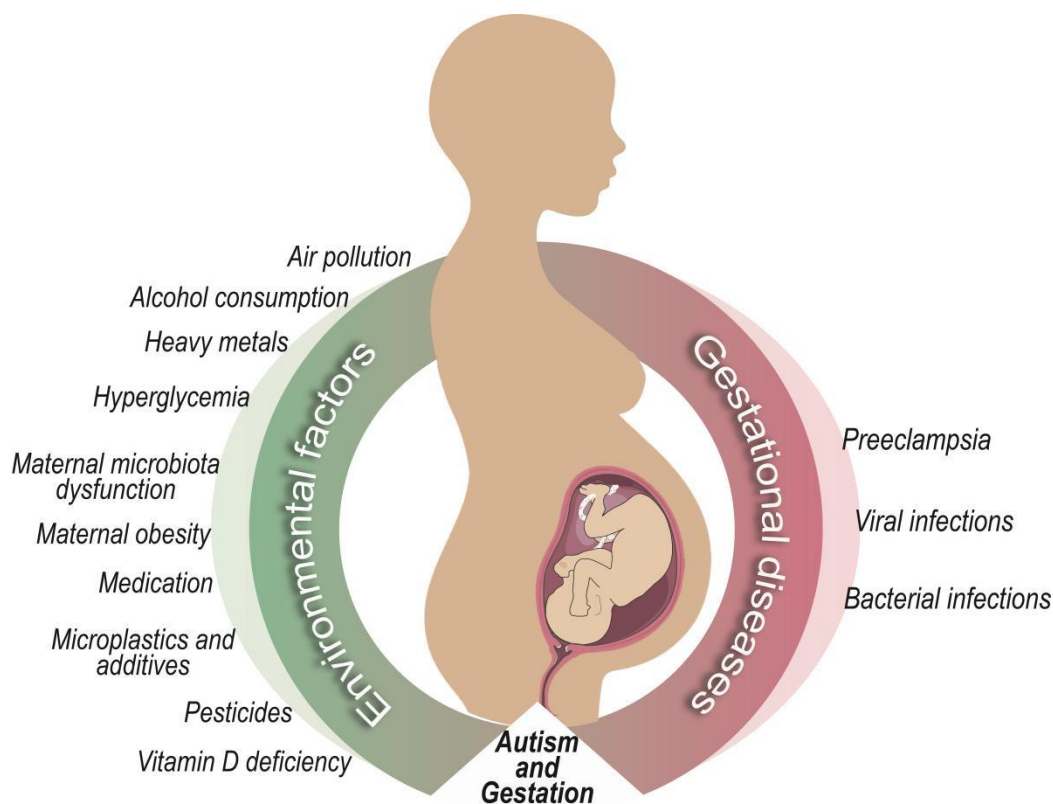 Air pollution
Alcohol consumption
Heavy metals
Hyperglycemia
Maternal microbiota
dysfunction
Maternal obesity
Medication
Microplastics and
additives
Pesticides
Vitamin D deficiency
Environmental factors
Gestational diseases
Preeclampsia
Viral infections
Bacterial infections
Autism
and
Gestation